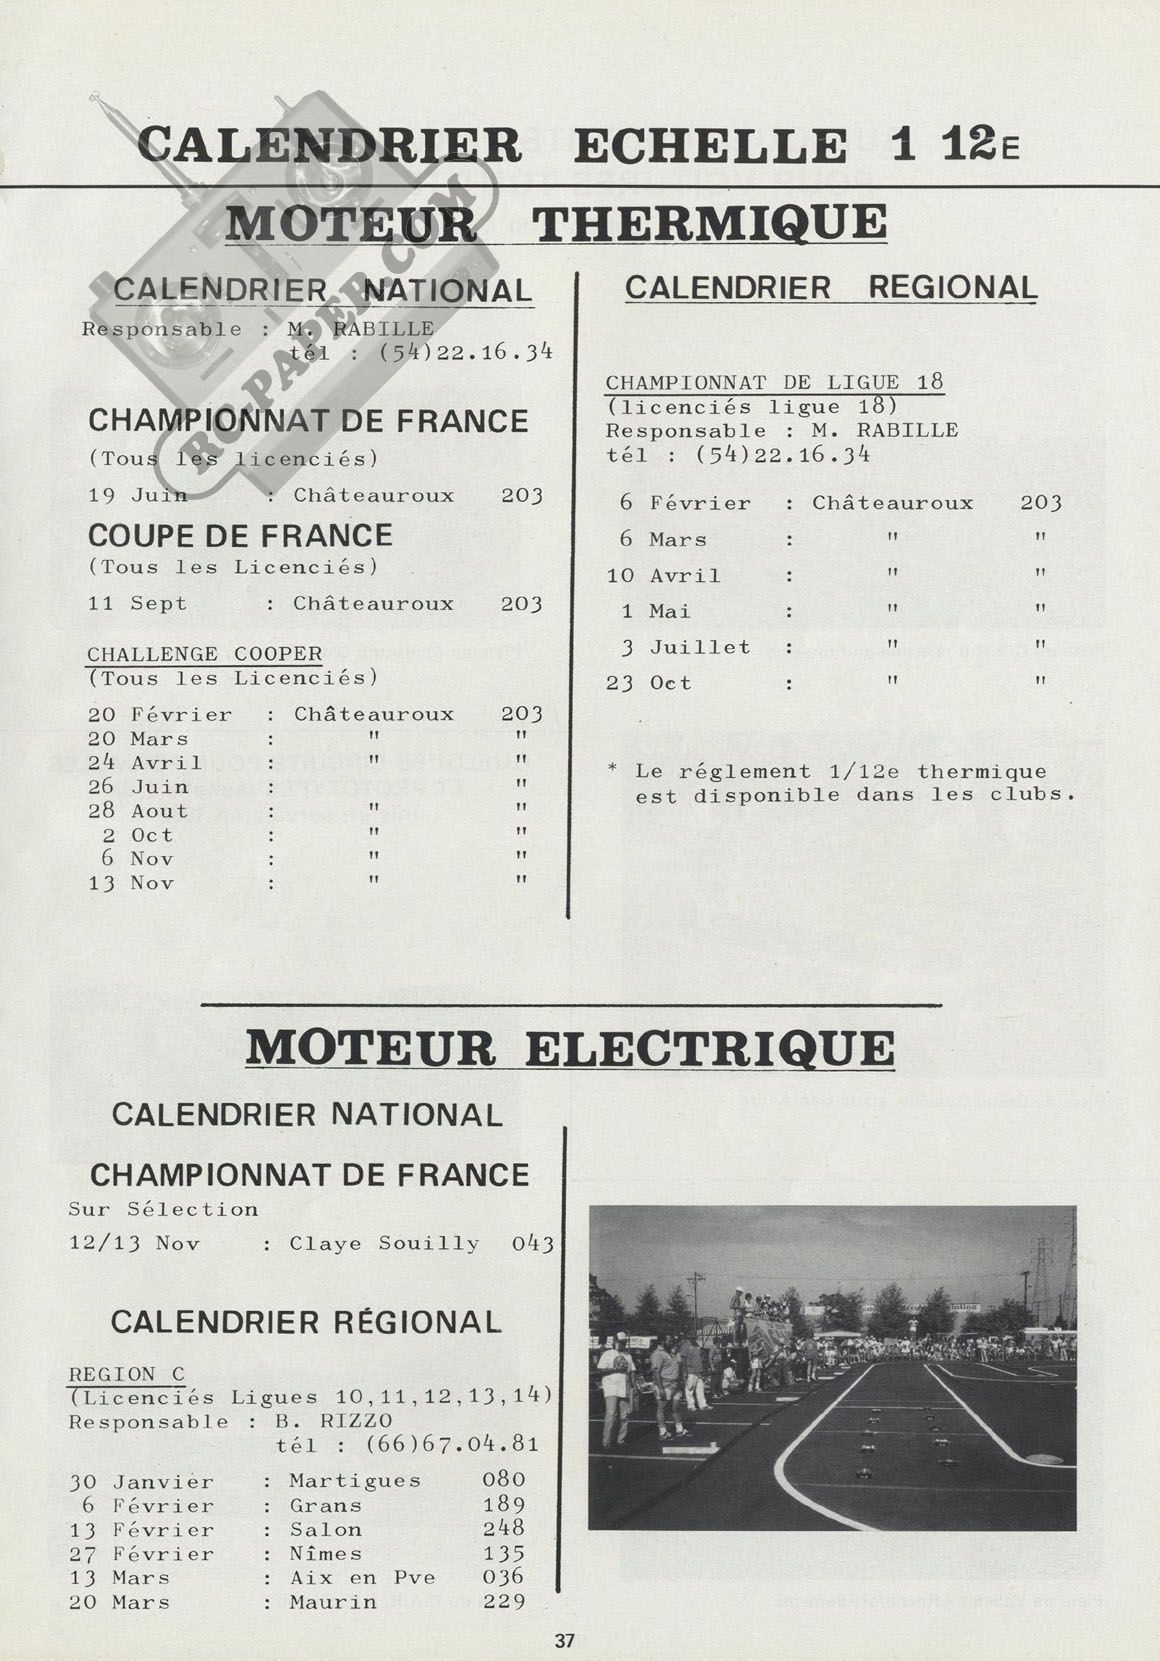 CALENDRIER ECHELLE 1 12E
MOTEUR THERMIQUE
CALENDRIER NATIONAL
Responsable : M. RABILLE
tél : (54)22.16.34
CHAMPIONNAT DE FRANCE
(Tous les licenciés)
19 Juin : Châteauroux 203
COUPE DE FRANCE
(Tous les Licenciés)
11 Sept : Châteauroux 203
CHALLENGE COOPER
(Tous les Licenciés)
20 Février : Châteauroux 203
20 Mars : " "
24 Avril : " "
26 Juin : "
28 Aout : " "
2 Oct : " "
6 Nov : " "
13 Nov : " "
CALENDRIER REGIONAL
CHAMPIONNAT DE LIGUE 18
(licenciés ligue 18)
Responsable : M. RABILLE
tél : (54)22.16.34
6 Février : Châteauroux 203
6 Mars : " "
10 Avril : " "
1 Mai : " "
3 Juillet : " "
23 Oct : " "
* Le réglement 1/12e thermique
est disponible dans les clubs.
RC-PAPER.COM
MOTEUR ELECTRIQUE
CALENDRIER NATIONAL
CHAMPIONNAT DE FRANCE
Sur Sélection
12/13 Nov : Claye Souilly 043
CALENDRIER RÉGIONAL
REGION C
(Licenciés Ligues 10,11,12,13,14)
Responsable : B. RIZZO
tél : (66)67.04.81
30 Janvier : Martigues 080
6 Février : Grans 189
13 Février : Salon 248
27 Février : Nîmes 135
13 Mars : Aix en Pve 036
20 Mars : Maurin 229
37